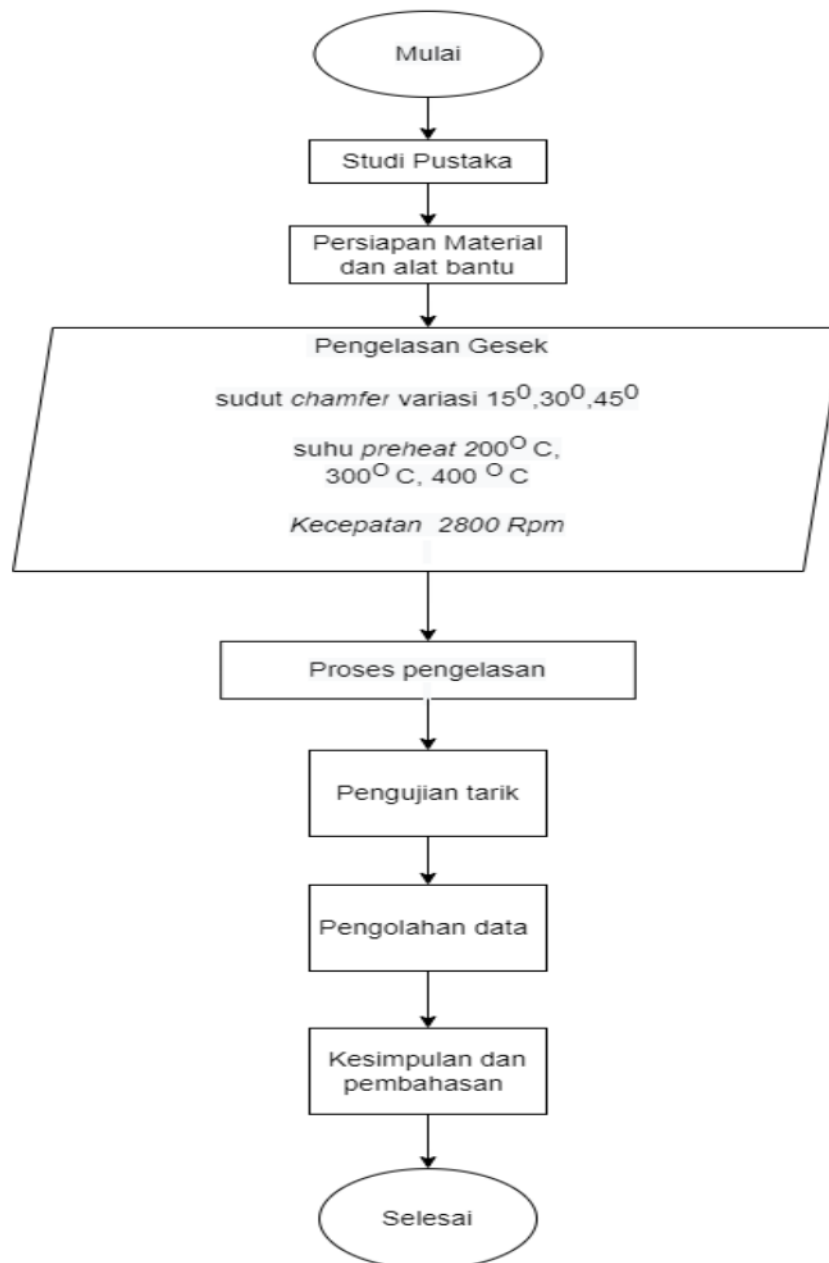 Mulai
Studi Pustaka
Persiapan Material
dan alat bantu
Pengelasan Gesek
sudut chamfer variasi 15⁰,30⁰,45⁰
suhu preheat 200⁰ C,
300⁰ C, 400 ⁰ C
Kecepatan 2800 Rpm
Proses pengelasan
Pengujian tarik
Pengolahan data
Kesimpulan dan
pembahasan
Selesai